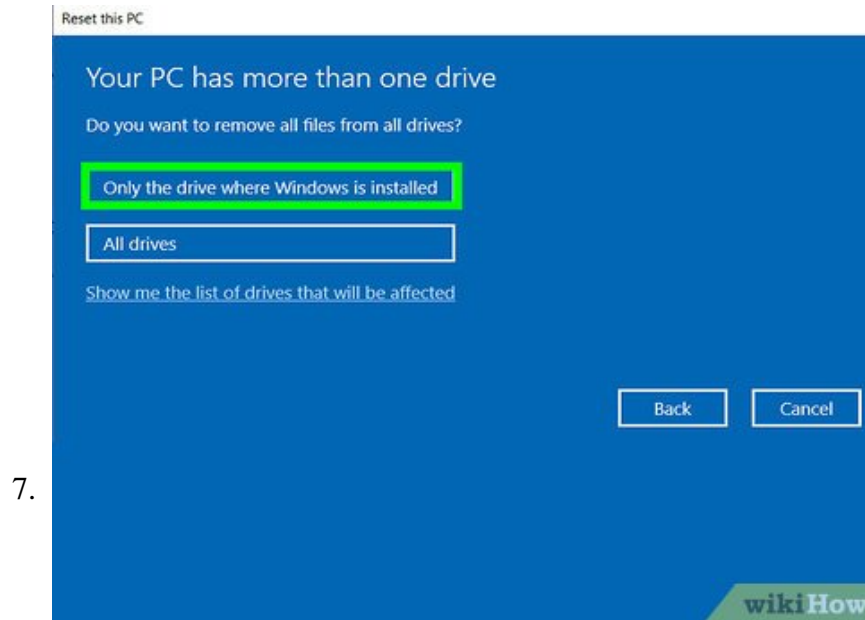 Reset this PC
Your PC has more than one drive
Do you want to remove all files from all drives?
Only the drive where Windows is installed
All drives
Show me the list of drives that will be affected
Back Cancel
7.
wikiHow